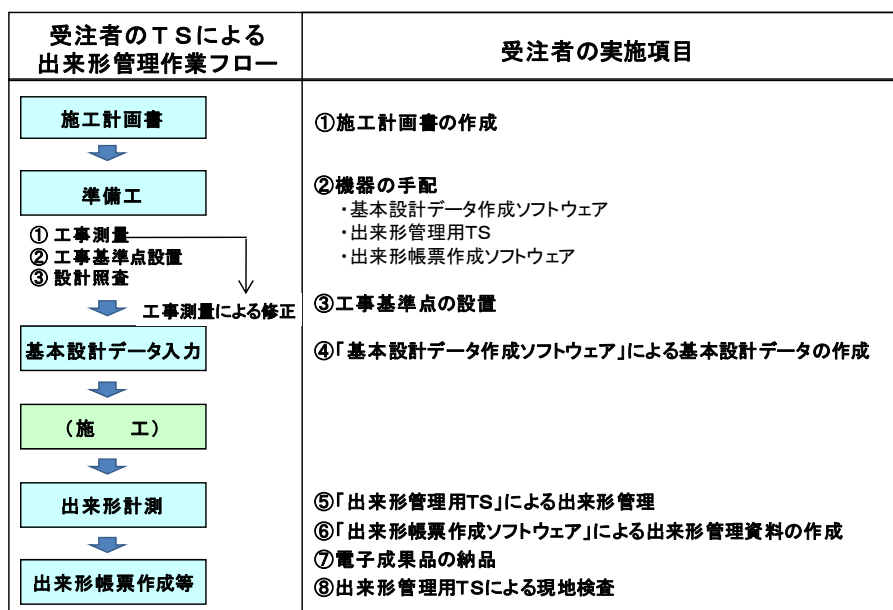 受注者のＴＳによる
出来形管理作業フロー
受注者の実施項目
施工計画書
①施工計画書の作成
準備工
②機器の手配
・基本設計データ作成ソフトウェア
・出来形管理用TS
・出来形帳票作成ソフトウェア
① 工事測量
② 工事基準点設置
③ 設計照査
工事測量による修正
③工事基準点の設置
基本設計データ入力
④「基本設計データ作成ソフトウェア」による基本設計データの作成
（施　工）
出来形計測
⑤「出来形管理用TS」による出来形管理
⑥「出来形帳票作成ソフトウェア」による出来形管理資料の作成
⑦電子成果品の納品
出来形帳票作成等
⑧出来形管理用TSによる現地検査